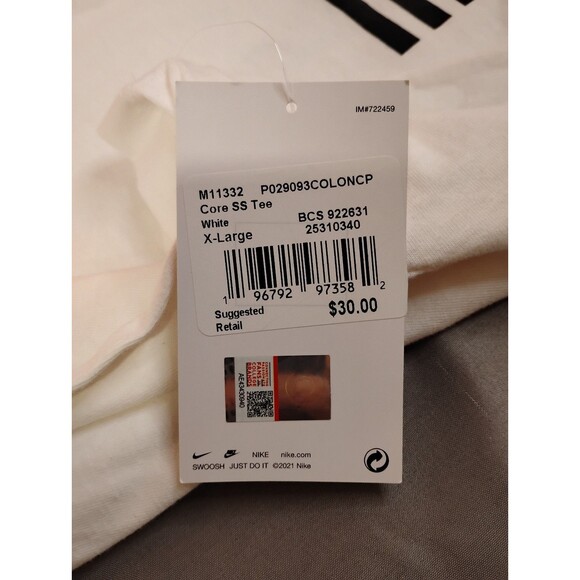 IM#722459
M11332 P029093COLONCP
Core SS Tee
White BCS 922631
X-Large 25310340
1 96792 97358 2
Suggested
Retail $30.00
AE43400940
NIKE nike.com
SWOOSH JUST DO IT ©2021 Nike